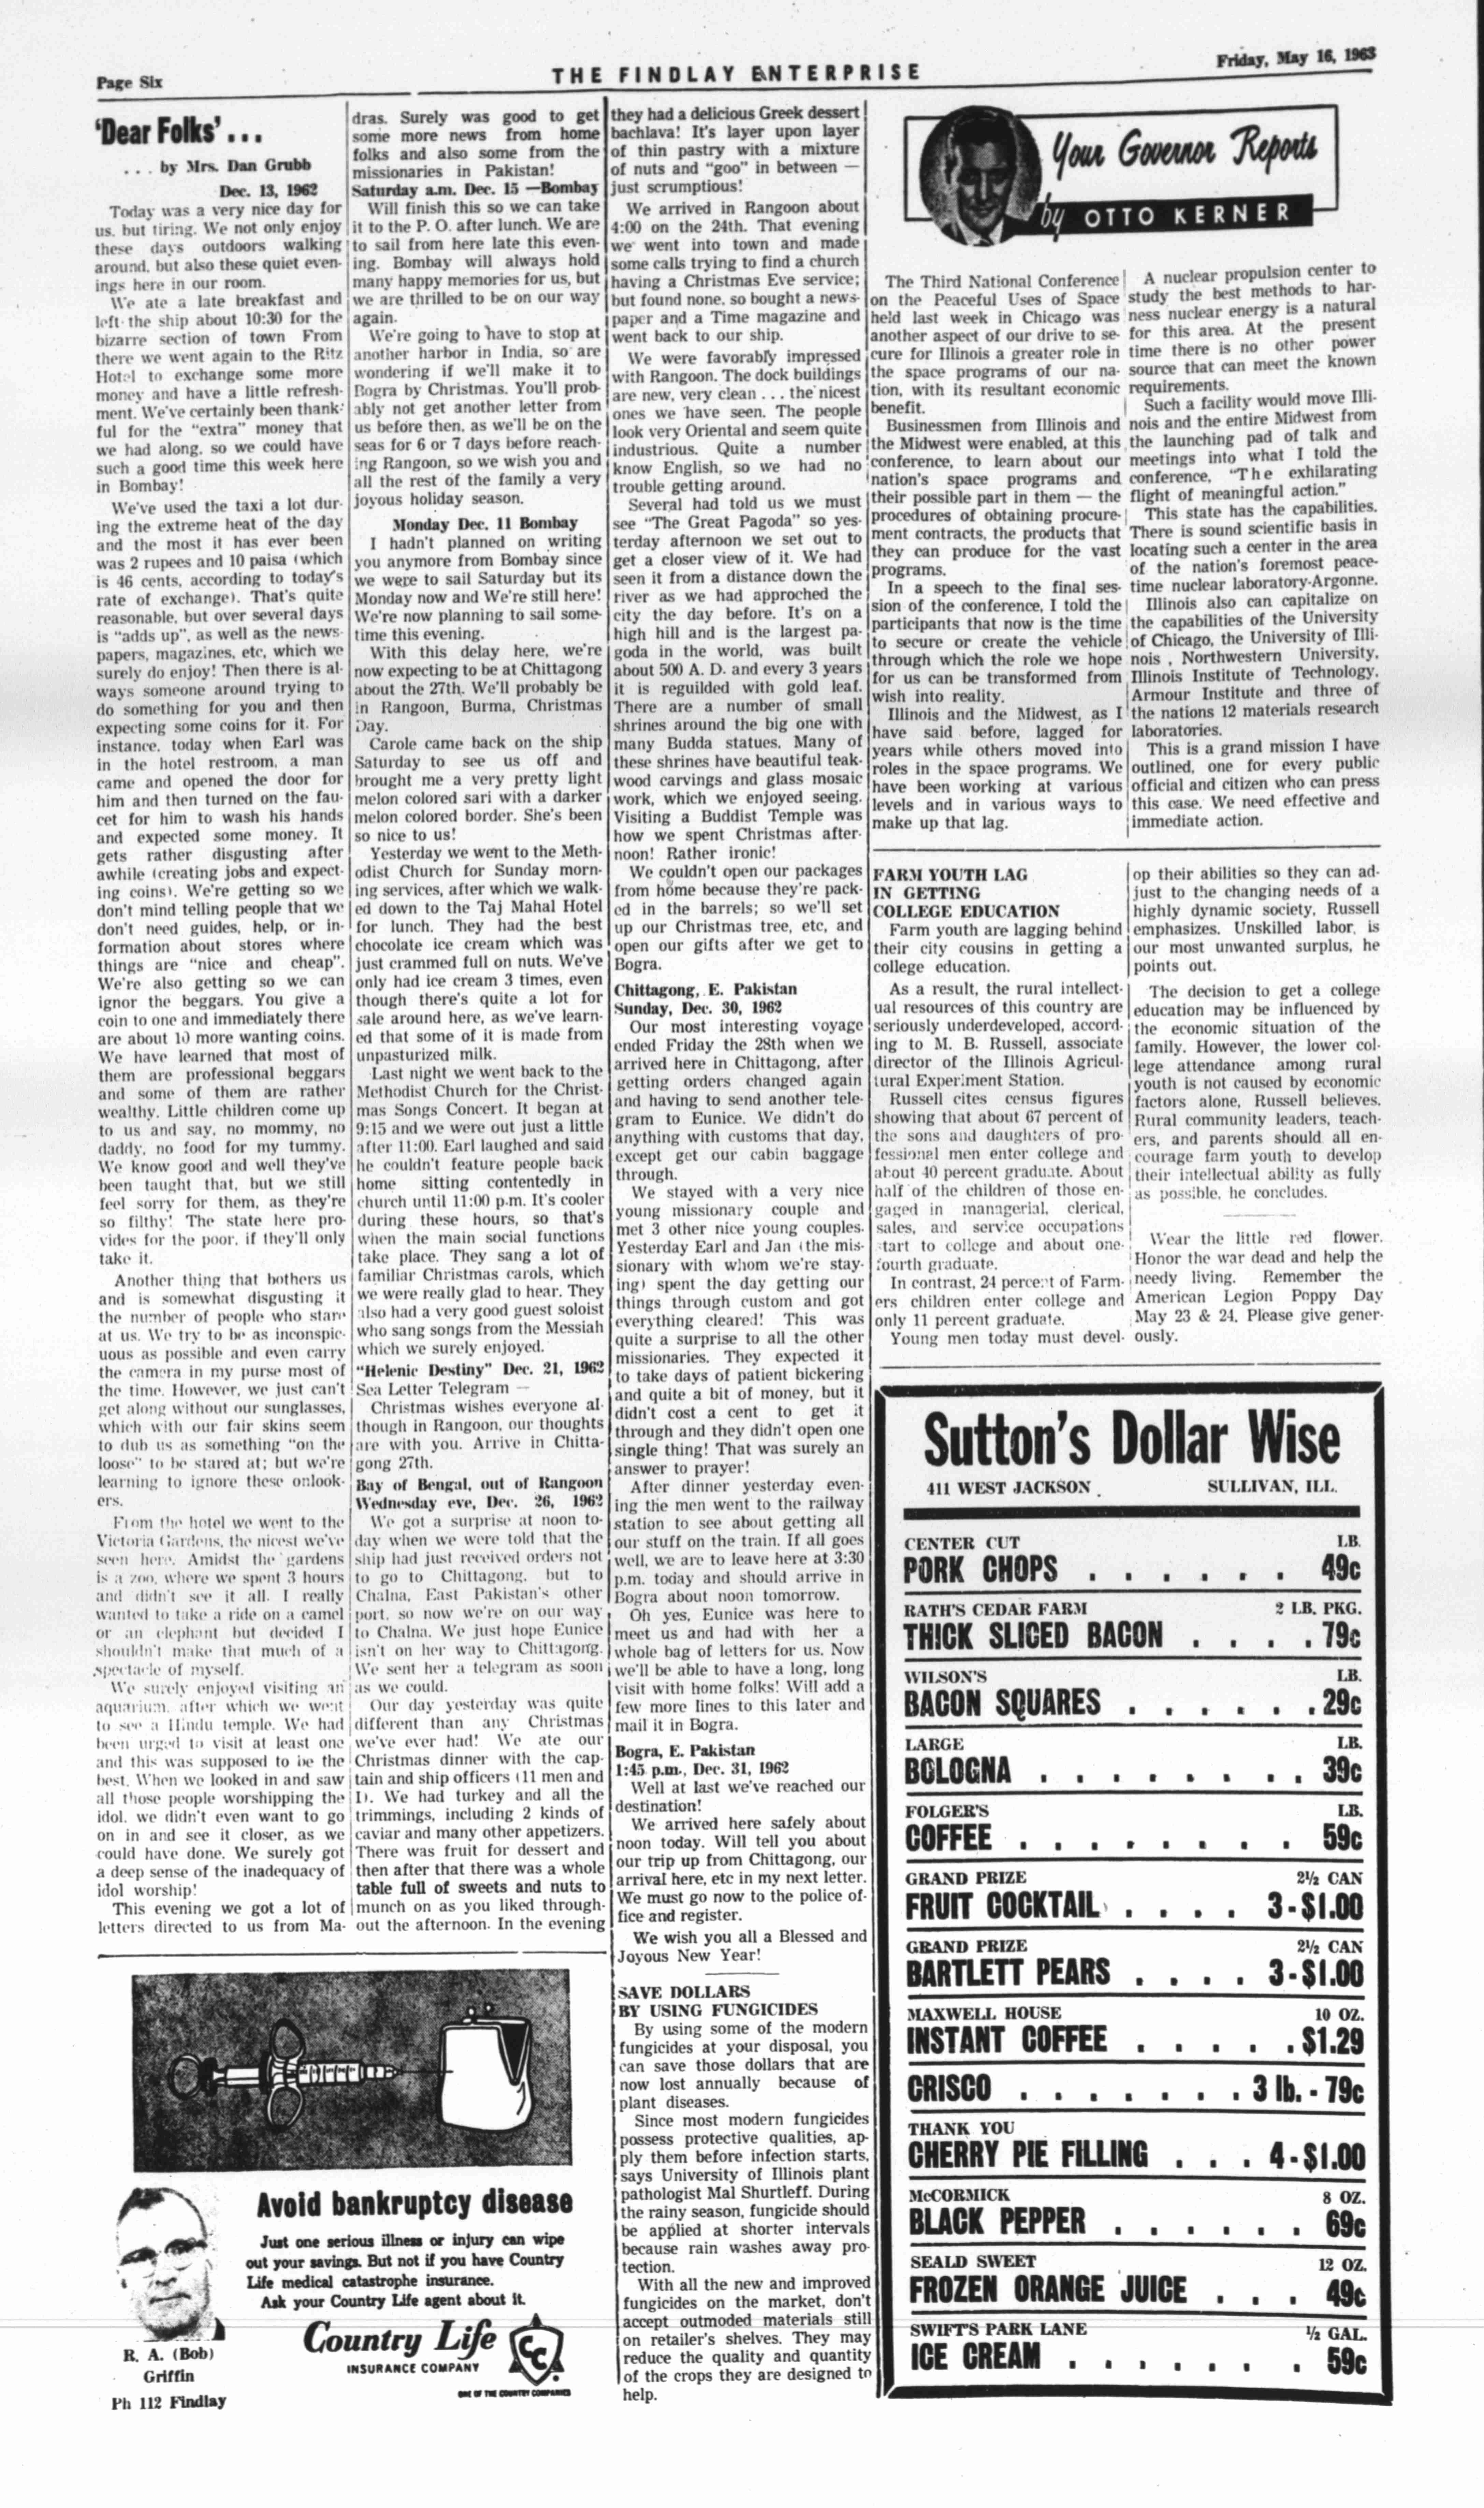 Page Six
THE FINDLAY ENTERPRISE
Friday, May 16, 1963
'Dear Folks' . . .
. . . by Mrs. Dan Grubb
Dec. 13, 1962
Today was a very nice day for
us, but tiring. We not only enjoy
these days outdoors walking
around, but also these quiet even-
ings here in our room.
We ate a late breakfast and
left the ship about 10:30 for the
bizarre section of town From
there we went again to the Ritz
Hotel to exchange some more
money and have a little refresh-
ment. We've certainly been thank-
ful for the "extra" money that
we had along, so we could have
such a good time this week here
in Bombay!
We've used the taxi a lot dur-
ing the extreme heat of the day
and the most it has ever been
was 2 rupees and 10 paisa (which
is 46 cents, according to today's
rate of exchange). That's quite
reasonable, but over several days
is "adds up", as well as the news-
papers, magazines, etc, which we
surely do enjoy! Then there is al-
ways someone around trying to
do something for you and then
expecting some coins for it. For
instance, today when Earl was
in the hotel restroom, a man
came and opened the door for
him and then turned on the fau-
cet for him to wash his hands
and expected some money. It
gets rather disgusting after
awhile (creating jobs and expect-
ing coins). We're getting so we
don't mind telling people that we
don't need guides, help, or in-
formation about stores where
things are "nice and cheap".
We're also getting so we can
ignor the beggars. You give a
coin to one and immediately there
are about 10 more wanting coins.
We have learned that most of
them are professional beggars
and some of them are rather
wealthy. Little children come up
to us and say, no mommy, no
daddy, no food for my tummy.
We know good and well they've
been taught that, but we still
feel sorry for them, as they're
so filthy! The state here pro-
vides for the poor, if they'll only
take it.
Another thing that bothers us
and is somewhat disgusting it
the number of people who stare
at us. We try to be as inconspic-
uous as possible and even carry
the camera in my purse most of
the time. However, we just can't
get along without our sunglasses,
which with our fair skins seem
to dub us as something "on the
loose" to be stared at; but we're
learning to ignore these onlook-
ers.
From the hotel we went to the
Victoria Gardens, the nicest we've
seen here. Amidst the gardens
is a zoo, where we spent 3 hours
and didn't see it all. I really
wanted to take a ride on a camel
or an elephant but decided I
shouldn't make that much of a
spectacle of myself.
We surely enjoyed visiting an
aquarium, after which we went
to see a Hindu temple. We had
been urged to visit at least one
and this was supposed to be the
best. When we looked in and saw
all those people worshipping the
idol, we didn't even want to go
on in and see it closer, as we
could have done. We surely got
a deep sense of the inadequacy of
idol worship!
This evening we got a lot of
letters directed to us from Ma-
dras. Surely was good to get
some more news from home
folks and also some from the
missionaries in Pakistan!
Saturday a.m. Dec. 15 —Bombay
Will finish this so we can take
it to the P. O. after lunch. We are
to sail from here late this even-
ing. Bombay will always hold
many happy memories for us, but
we are thrilled to be on our way
again.
We're going to have to stop at
another harbor in India, so are
wondering if we'll make it to
Bogra by Christmas. You'll prob-
ably not get another letter from
us before then, as we'll be on the
seas for 6 or 7 days before reach-
ing Rangoon, so we wish you and
all the rest of the family a very
joyous holiday season.
Monday Dec. 11 Bombay
I hadn't planned on writing
you anymore from Bombay since
we were to sail Saturday but its
Monday now and We're still here!
We're now planning to sail some-
time this evening.
With this delay here, we're
now expecting to be at Chittagong
about the 27th. We'll probably be
in Rangoon, Burma, Christmas
Day.
Carole came back on the ship
Saturday to see us off and
brought me a very pretty light
melon colored sari with a darker
melon colored border. She's been
so nice to us!
Yesterday we went to the Meth-
odist Church for Sunday morn-
ing services, after which we walk-
ed down to the Taj Mahal Hotel
for lunch. They had the best
chocolate ice cream which was
just crammed full on nuts. We've
only had ice cream 3 times, even
though there's quite a lot for
sale around here, as we've learn-
ed that some of it is made from
unpasturized milk.
Last night we went back to the
Methodist Church for the Christ-
mas Songs Concert. It began at
9:15 and we were out just a little
after 11:00. Earl laughed and said
he couldn't feature people back
home sitting contentedly in
church until 11:00 p.m. It's cooler
during these hours, so that's
when the main social functions
take place. They sang a lot of
familiar Christmas carols, which
we were really glad to hear. They
also had a very good guest soloist
who sang songs from the Messiah
which we surely enjoyed.
"Helenic Destiny" Dec. 21, 1962
Sea Letter Telegram —
Christmas wishes everyone al-
though in Rangoon, our thoughts
are with you. Arrive in Chitta-
gong 27th.
Bay of Bengal, out of Rangoon
Wednesday eve, Dec. 26, 1962
We got a surprise at noon to-
day when we were told that the
ship had just received orders not
to go to Chittagong, but to
Chalna, East Pakistan's other
port, so now we're on our way
to Chalna. We just hope Eunice
isn't on her way to Chittagong.
We sent her a telegram as soon
as we could.
Our day yesterday was quite
different than any Christmas
we've ever had! We ate our
Christmas dinner with the cap-
tain and ship officers (11 men and
I). We had turkey and all the
trimmings, including 2 kinds of
caviar and many other appetizers.
There was fruit for dessert and
then after that there was a whole
table full of sweets and nuts to
munch on as you liked through-
out the afternoon. In the evening
they had a delicious Greek dessert
bachlava! It's layer upon layer
of thin pastry with a mixture
of nuts and "goo" in between —
just scrumptious!
We arrived in Rangoon about
4:00 on the 24th. That evening
we went into town and made
some calls trying to find a church
having a Christmas Eve service;
but found none, so bought a news-
paper and a Time magazine and
went back to our ship.
We were favorably impressed
with Rangoon. The dock buildings
are new, very clean . . . the nicest
ones we have seen. The people
look very Oriental and seem quite
industrious. Quite a number
know English, so we had no
trouble getting around.
Several had told us we must
see "The Great Pagoda" so yes-
terday afternoon we set out to
get a closer view of it. We had
seen it from a distance down the
river as we had approched the
city the day before. It's on a
high hill and is the largest pa-
goda in the world, was built
about 500 A. D. and every 3 years
it is reguilded with gold leaf.
There are a number of small
shrines around the big one with
many Budda statues. Many of
these shrines have beautiful teak-
wood carvings and glass mosaic
work, which we enjoyed seeing.
Visiting a Buddist Temple was
how we spent Christmas after-
noon! Rather ironic!
We couldn't open our packages
from home because they're pack-
ed in the barrels; so we'll set
up our Christmas tree, etc, and
open our gifts after we get to
Bogra.
Chittagong, E. Pakistan
Sunday, Dec. 30, 1962
Our most interesting voyage
ended Friday the 28th when we
arrived here in Chittagong, after
getting orders changed again
and having to send another tele-
gram to Eunice. We didn't do
anything with customs that day,
except get our cabin baggage
through.
We stayed with a very nice
young missionary couple and
met 3 other nice young couples.
Yesterday Earl and Jan (the mis-
sionary with whom we're stay-
ing) spent the day getting our
things through custom and got
everything cleared! This was
quite a surprise to all the other
missionaries. They expected it
to take days of patient bickering
and quite a bit of money, but it
didn't cost a cent to get it
through and they didn't open one
single thing! That was surely an
answer to prayer!
After dinner yesterday even-
ing the men went to the railway
station to see about getting all
our stuff on the train. If all goes
well, we are to leave here at 3:30
p.m. today and should arrive in
Bogra about noon tomorrow.
Oh yes, Eunice was here to
meet us and had with her a
whole bag of letters for us. Now
we'll be able to have a long, long
visit with home folks! Will add a
few more lines to this later and
mail it in Bogra.
Bogra, E. Pakistan
1:45 p.m., Dec. 31, 1962
Well at last we've reached our
destination!
We arrived here safely about
noon today. Will tell you about
our trip up from Chittagong, our
arrival here, etc in my next letter.
We must go now to the police of-
fice and register.
We wish you all a Blessed and
Joyous New Year!
SAVE DOLLARS
BY USING FUNGICIDES
By using some of the modern
fungicides at your disposal, you
can save those dollars that are
now lost annually because of
plant diseases.
Since most modern fungicides
possess protective qualities, ap-
ply them before infection starts,
says University of Illinois plant
pathologist Mal Shurtleff. During
the rainy season, fungicide should
be applied at shorter intervals
because rain washes away pro-
tection.
With all the new and improved
fungicides on the market, don't
accept outmoded materials still
on retailer's shelves. They may
reduce the quality and quantity
of the crops they are designed to
help.
Your Governor Reports
by OTTO KERNER
The Third National Conference
on the Peaceful Uses of Space
held last week in Chicago was
another aspect of our drive to se-
cure for Illinois a greater role in
the space programs of our na-
tion, with its resultant economic
benefit.
Businessmen from Illinois and
the Midwest were enabled, at this
conference, to learn about our
nation's space programs and
their possible part in them — the
procedures of obtaining procure-
ment contracts, the products that
they can produce for the vast
programs.
In a speech to the final ses-
sion of the conference, I told the
participants that now is the time
to secure or create the vehicle
through which the role we hope
for us can be transformed from
wish into reality.
Illinois and the Midwest, as I
have said before, lagged for
years while others moved into
roles in the space programs. We
have been working at various
levels and in various ways to
make up that lag.
A nuclear propulsion center to
study the best methods to har-
ness nuclear energy is a natural
for this area. At the present
time there is no other power
source that can meet the known
requirements.
Such a facility would move Illi-
nois and the entire Midwest from
the launching pad of talk and
meetings into what I told the
conference, "The exhilarating
flight of meaningful action."
This state has the capabilities.
There is sound scientific basis in
locating such a center in the area
of the nation's foremost peace-
time nuclear laboratory-Argonne.
Illinois also can capitalize on
the capabilities of the University
of Chicago, the University of Illi-
nois , Northwestern University,
Illinois Institute of Technology,
Armour Institute and three of
the nations 12 materials research
laboratories.
This is a grand mission I have
outlined, one for every public
official and citizen who can press
this case. We need effective and
immediate action.
FARM YOUTH LAG
IN GETTING
COLLEGE EDUCATION
Farm youth are lagging behind
their city cousins in getting a
college education.
As a result, the rural intellect-
ual resources of this country are
seriously underdeveloped, accord-
ing to M. B. Russell, associate
director of the Illinois Agricul-
tural Experiment Station.
Russell cites census figures
showing that about 67 percent of
the sons and daughters of pro-
fessional men enter college and
about 40 percent graduate. About
half of the children of those en-
gaged in managerial, clerical,
sales, and service occupations
start to college and about one-
fourth graduate.
In contrast, 24 percent of Farm-
ers children enter college and
only 11 percent graduate.
Young men today must devel-
op their abilities so they can ad-
just to the changing needs of a
highly dynamic society, Russell
emphasizes. Unskilled labor, is
our most unwanted surplus, he
points out.
The decision to get a college
education may be influenced by
the economic situation of the
family. However, the lower col-
lege attendance among rural
youth is not caused by economic
factors alone, Russell believes.
Rural community leaders, teach-
ers, and parents should all en-
courage farm youth to develop
their intellectual ability as fully
as possible, he concludes.
Wear the little red flower.
Honor the war dead and help the
needy living. Remember the
American Legion Poppy Day
May 23 & 24. Please give gener-
ously.
Avoid bankruptcy disease
Just one serious illness or injury can wipe
out your savings. But not if you have Country
Life medical catastrophe insurance.
Ask your Country Life agent about it.
R. A. (Bob)
Griffin
Ph 112 Findlay
Country Life
INSURANCE COMPANY
CC
ONE OF THE COUNTRY COMPANIES
Sutton's Dollar Wise
411 WEST JACKSON SULLIVAN, ILL.
CENTER CUT LB.
PORK CHOPS . . . . . . 49c
RATH'S CEDAR FARM 2 LB. PKG.
THICK SLICED BACON . . . . 79c
WILSON'S LB.
BACON SQUARES . . . . . . 29c
LARGE LB.
BOLOGNA . . . . . . . . 39c
FOLGER'S LB.
COFFEE . . . . . . . . 59c
GRAND PRIZE 2½ CAN
FRUIT COCKTAIL . . . . 3-$1.00
GRAND PRIZE 2½ CAN
BARTLETT PEARS . . . . 3-$1.00
MAXWELL HOUSE 10 OZ.
INSTANT COFFEE . . . . . $1.29
CRISCO . . . . . . . 3 lb. - 79c
THANK YOU
CHERRY PIE FILLING . . . 4-$1.00
McCORMICK 8 OZ.
BLACK PEPPER . . . . . . 69c
SEALD SWEET 12 OZ.
FROZEN ORANGE JUICE . . . 49c
SWIFT'S PARK LANE ½ GAL.
ICE CREAM . . . . . . . 59c